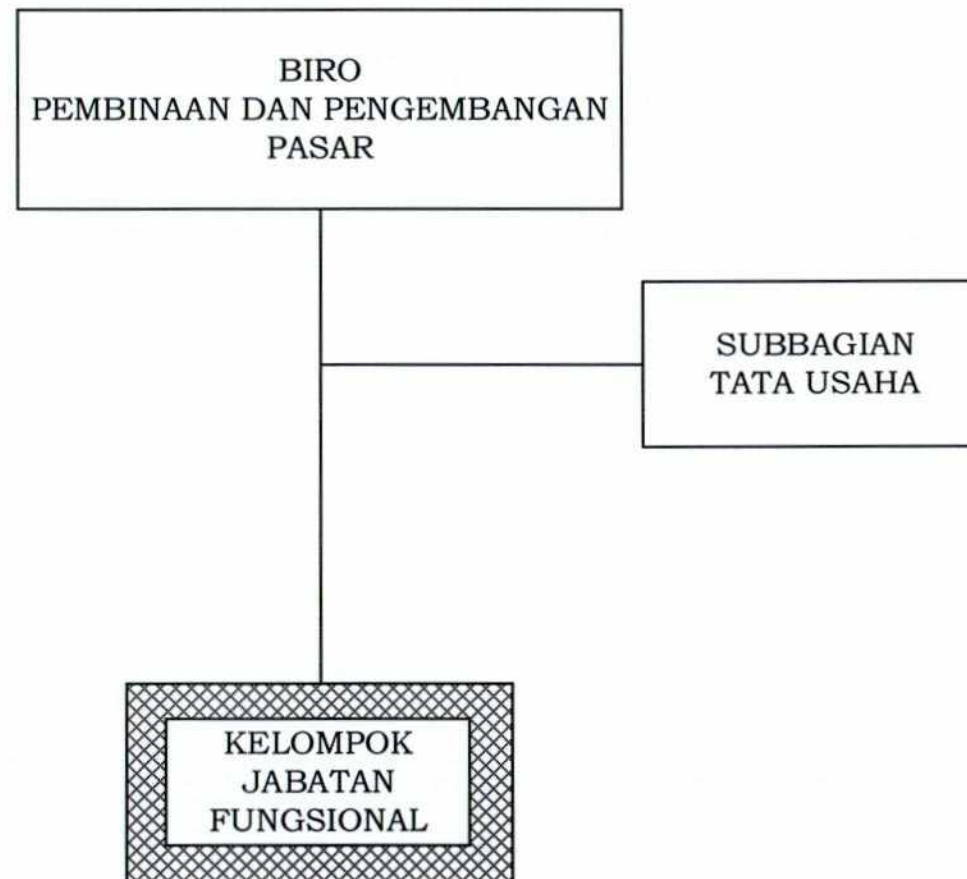 BIRO
PEMBINAAN DAN PENGEMBANGAN
PASAR
SUBBAGIAN
TATA USAHA
KELOMPOK
JABATAN
FUNGSIONAL